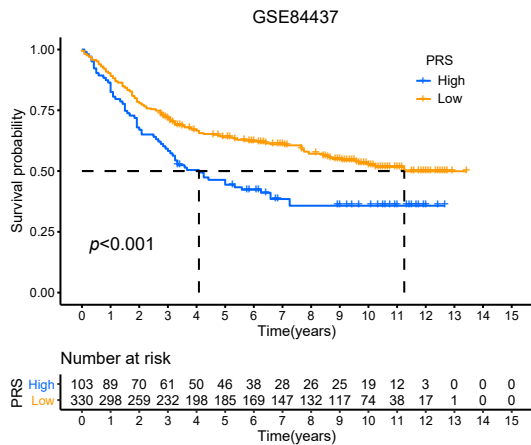 GSE84437
PRS
High
Low
Survival probability
1.00
0.75
0.50
0.25
0.00
p<0.001
0 1 2 3 4 5 6 7 8 9 10 11 12 13 14 15
Time(years)
Number at risk
PRS
High 103 89 70 61 50 46 38 28 26 25 19 12 3 0 0 0
Low 330 298 259 232 198 185 169 147 132 117 74 38 17 1 0 0
0 1 2 3 4 5 6 7 8 9 10 11 12 13 14 15
Time(years)